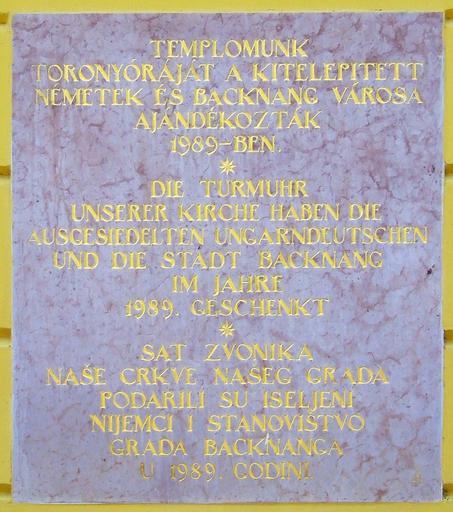 TEMPLOMUNK
TORONYÓRÁJÁT A KITELEPITETT
NÉMETEK ÉS BACKNANG VÁROSA
AJÁNDÉKOZTÁK
1989-BEN.
*
DIE TURMUHR
UNSERER KIRCHE HABEN DIE
AUSGESIEDELTEN UNGARNDEUTSCHEN
UND DIE STADT BACKNANG
IM JAHRE
1989. GESCHENKT
*
SAT ZVONIKA
NAŠE CRKVE NAŠEG GRADA
PODARILI SU ISELJENI
NIJEMCI I STANOVIŠTVO
GRADA BACKNANGA
U 1989. GODINI